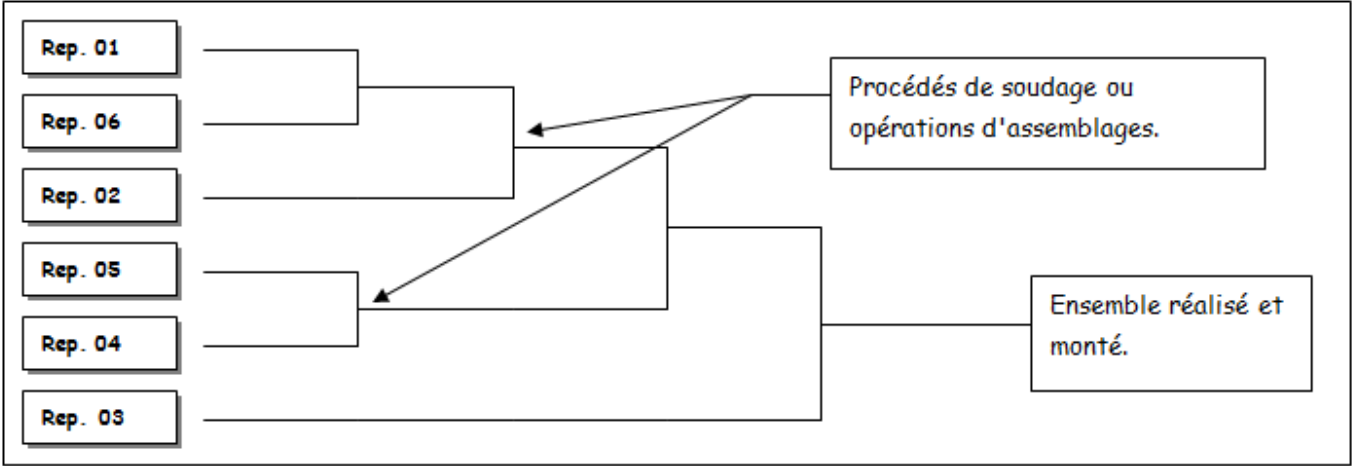 Rep. 01
Rep. 06
Rep. 02
Rep. 05
Rep. 04
Rep. 03
Procédés de soudage ou
opérations d'assemblages.
Ensemble réalisé et
monté.